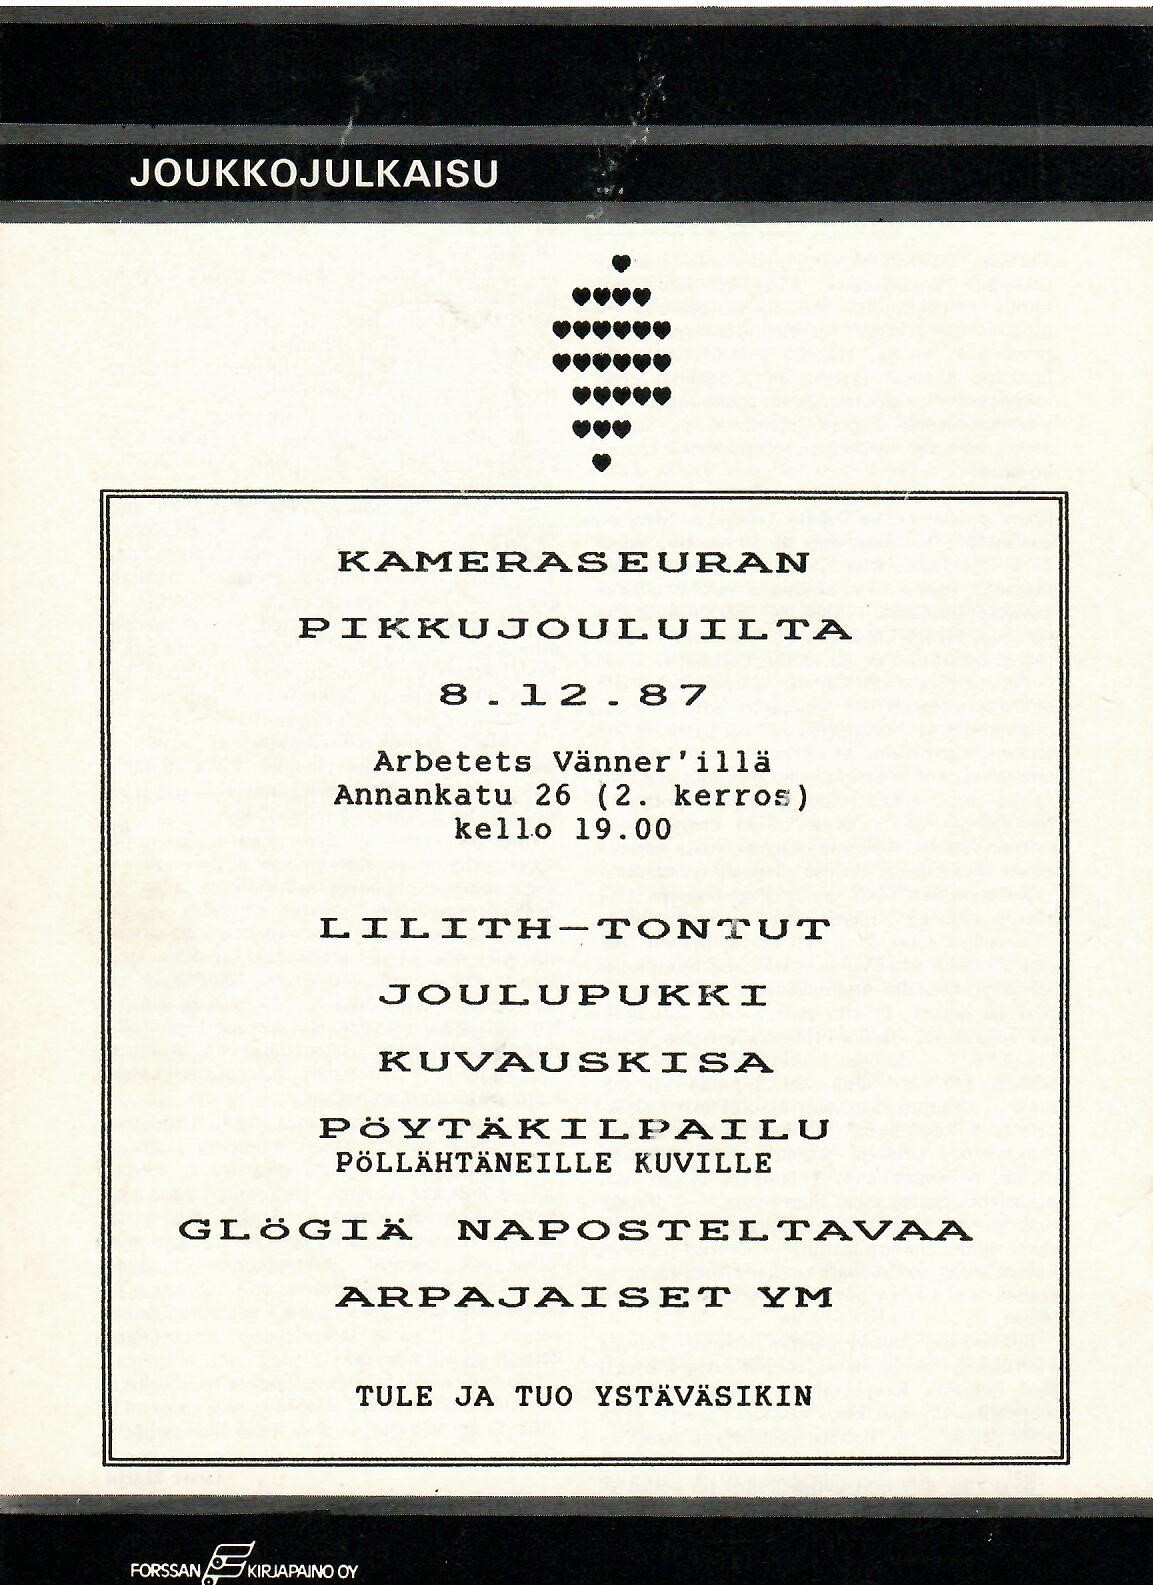 JOUKKOJULKAISU
KAMERASEURAN
PIKKUJOULUILTA
8.12.87
Arbetets Vänner'illä
Annankatu 26 (2. kerros)
kello 19.00
LILITH-TONTUT
JOULUPUKKI
KUVAUSKISA
PÖYTÄKILPAILU
PÖLLÄHTÄNEILLE KUVILLE
GLÖGIÄ NAPOSTELTAVAA
ARPAJAISET YM
TULE JA TUO YSTÄVÄSIKIN
FORSSAN KIRJAPAINO OY